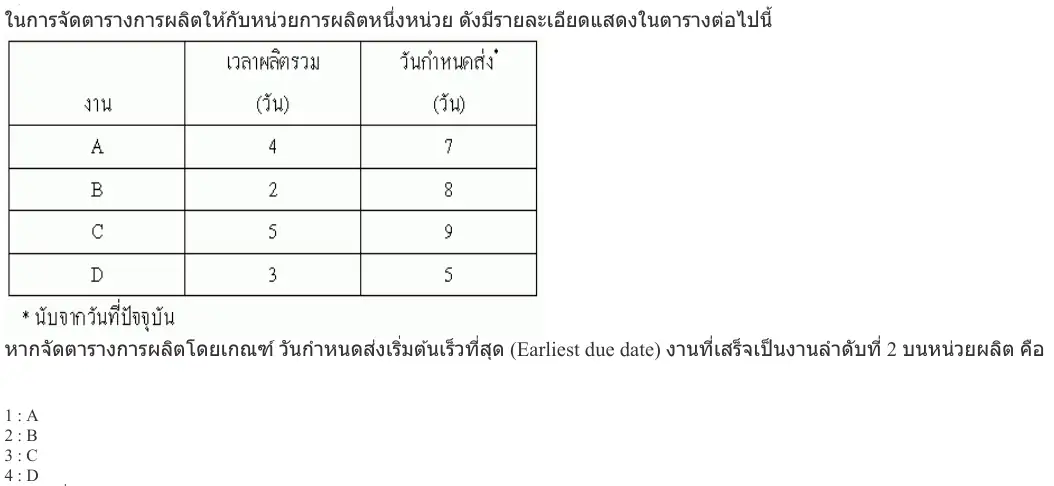 ในการจัดตารางการผลิตให้กับหน่วยการผลิตหนึ่งหน่วย ดังมีรายละเอียดแสดงในตารางต่อไปนี้
งาน เวลาผลิตรวม (วัน) วันกำหนดส่ง* (วัน)
A 4 7
B 2 8
C 5 9
D 3 5
* นับจากวันที่ปัจจุบัน
หากจัดตารางการผลิตโดยเกณฑ์ วันกำหนดส่งเริ่มต้นเร็วที่สุด (Earliest due date) งานที่เสร็จเป็นงานลำดับที่ 2 บนหน่วยผลิต คือ
1 : A
2 : B
3 : C
4 : D